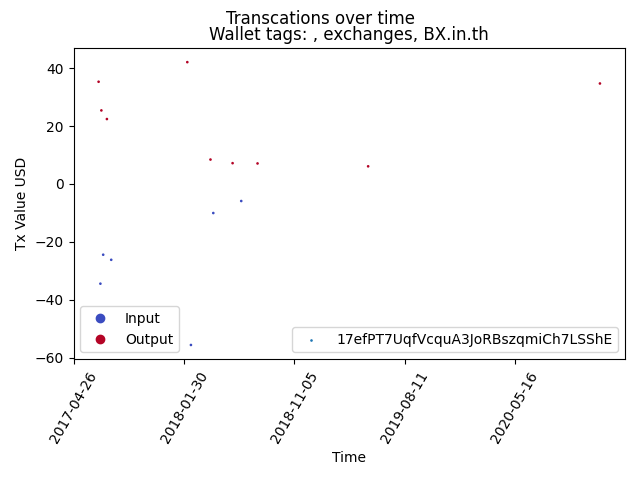 Transcations over time
Wallet tags: , exchanges, BX.in.th
Tx Value USD
40
20
0
−20
−40
−60
Input
Output
17efPT7UqfVcquA3JoRBszqmiCh7LSShE
2017-04-26
2018-01-30
2018-11-05
2019-08-11
2020-05-16
Time